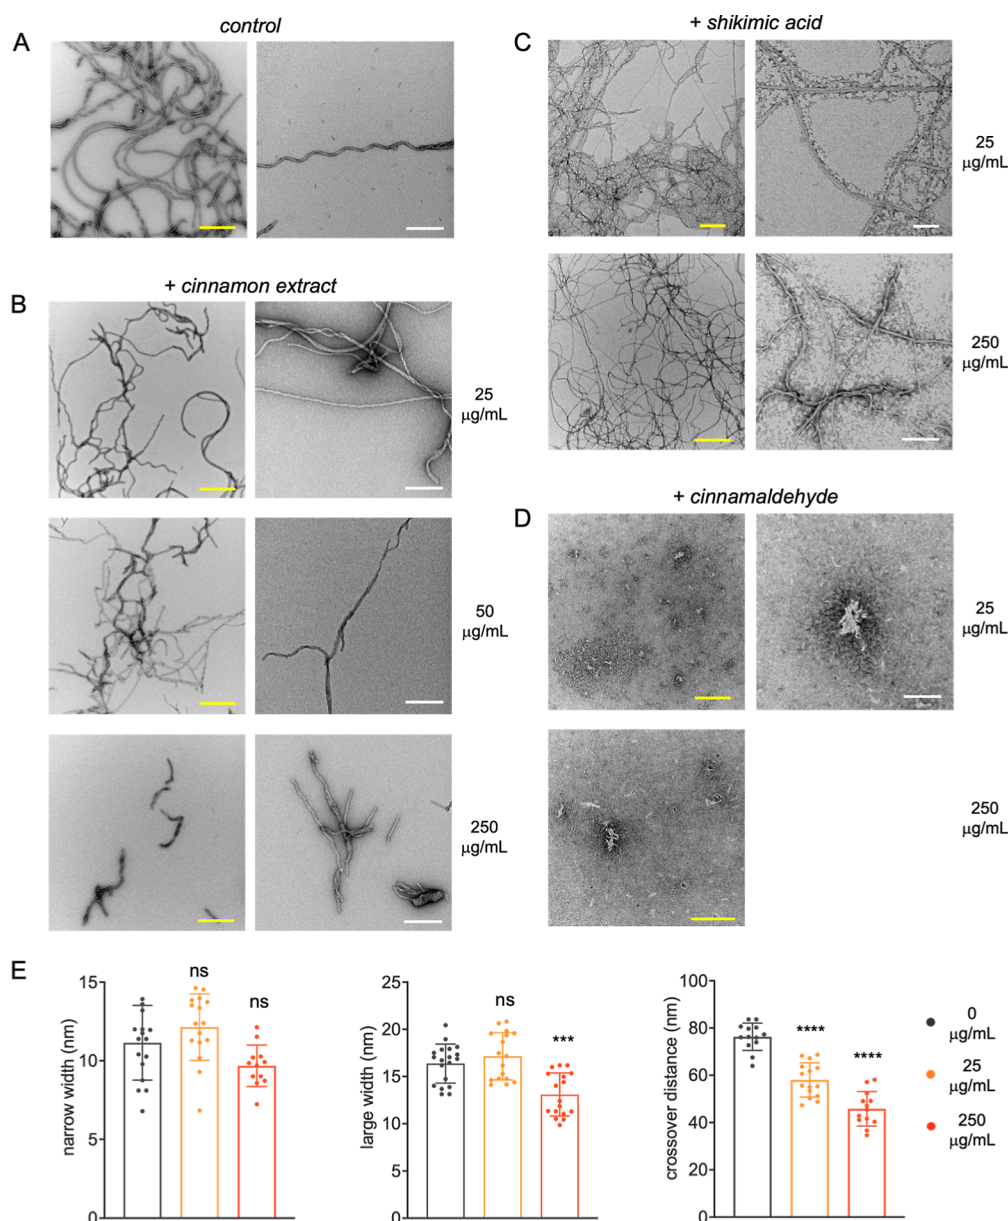 A
control
B
+ cinnamon extract
25
μg/mL
50
μg/mL
250
μg/mL
C
+ shikimic acid
25
μg/mL
250
μg/mL
D
+ cinnamaldehyde
25
μg/mL
250
μg/mL
E
narrow width (nm)
15
10
5
0
ns
ns
large width (nm)
25
20
15
10
5
0
ns
***
crossover distance (nm)
100
80
60
40
20
0
****
****
0
μg/mL
25
μg/mL
250
μg/mL